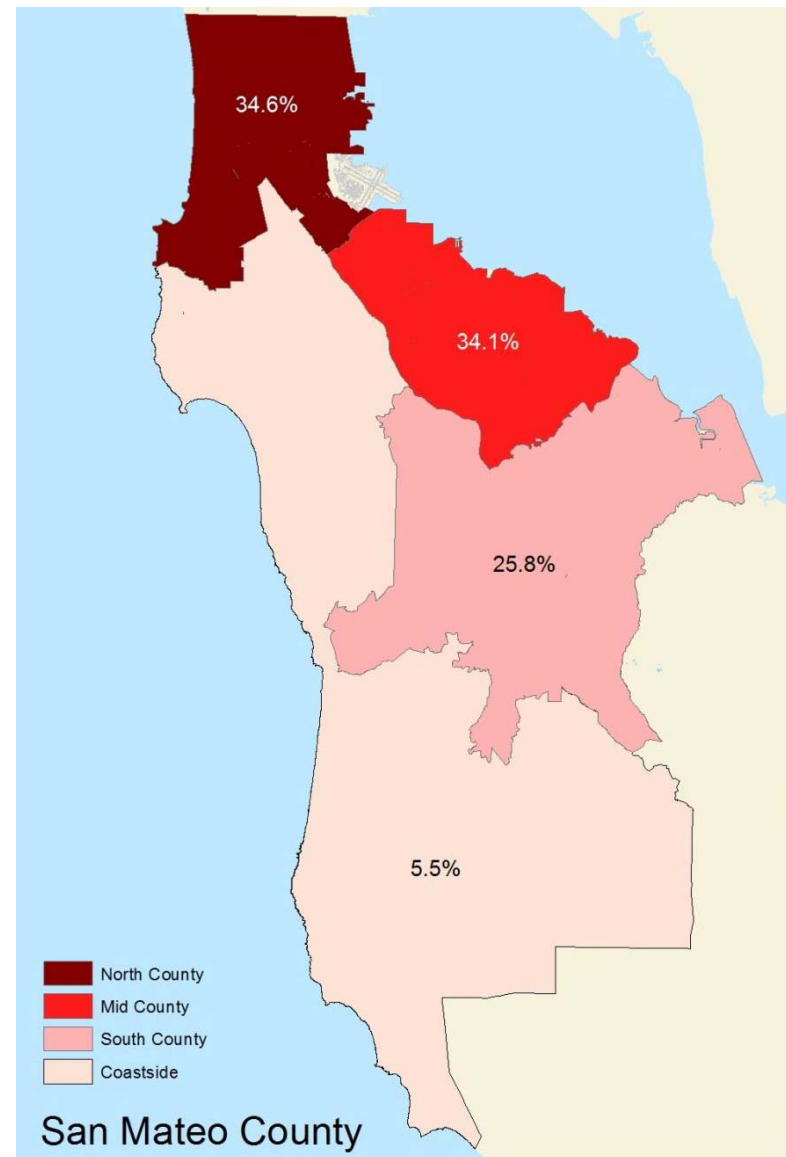 34.6%
34.1%
25.8%
5.5%
North County
Mid County
South County
Coastside
San Mateo County